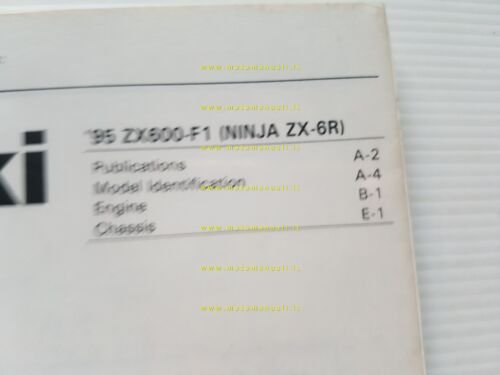 ki
'95 ZX600-F1 (NINJA ZX-6R)
Publications A-2
Model Identification A-4
Engine B-1
Chassis E-1